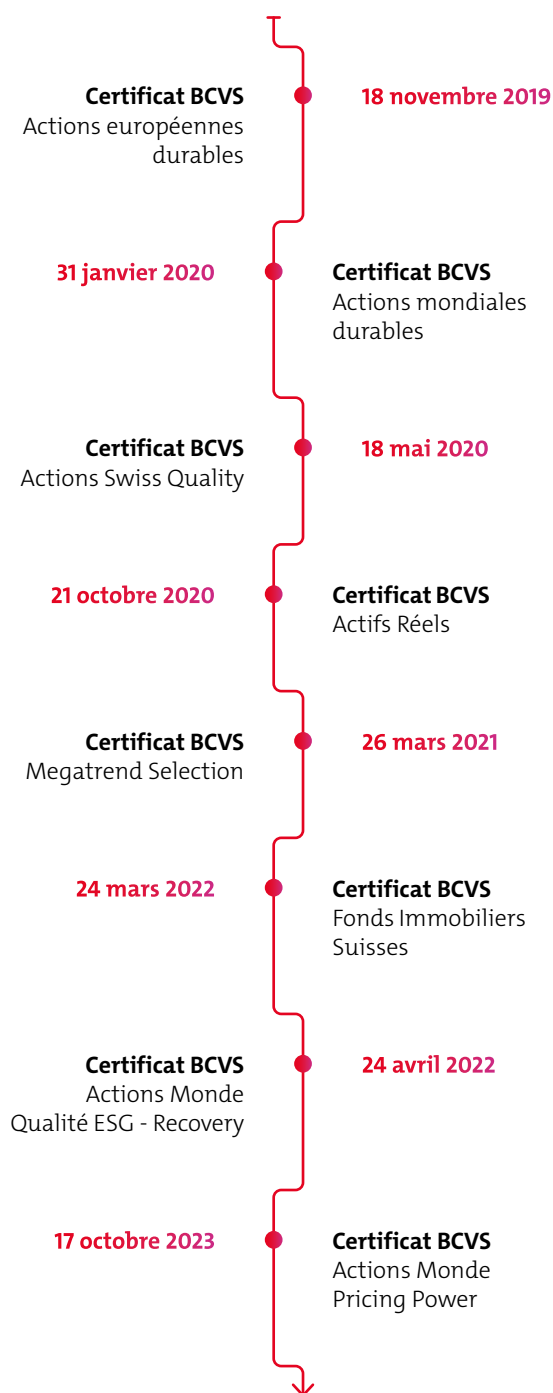 Certificat BCVS
Actions européennes
durables
18 novembre 2019
31 janvier 2020
Certificat BCVS
Actions mondiales
durables
Certificat BCVS
Actions Swiss Quality
18 mai 2020
21 octobre 2020
Certificat BCVS
Actifs Réels
Certificat BCVS
Megatrend Selection
26 mars 2021
24 mars 2022
Certificat BCVS
Fonds Immobiliers
Suisses
Certificat BCVS
Actions Monde
Qualité ESG - Recovery
24 avril 2022
17 octobre 2023
Certificat BCVS
Actions Monde
Pricing Power